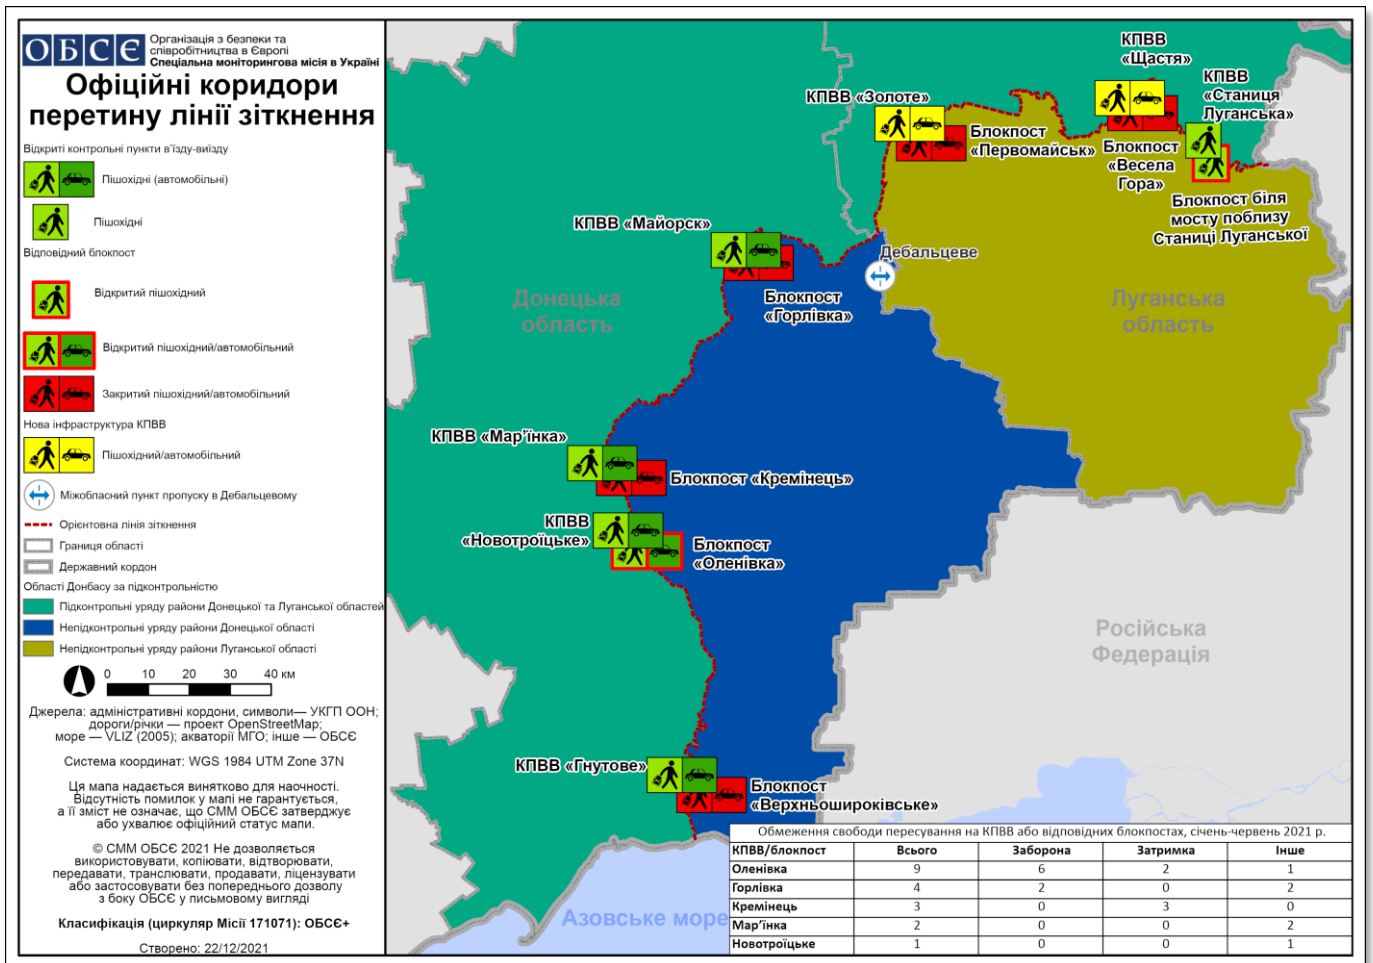 ОБСЄ
Організація з безпеки та
співробітництва в Європі
Спеціальна моніторингова місія в Україні
Офіційні коридори
перетину лінії зіткнення
Відкриті контрольні пункти в'їзду-виїзду
Пішохідні (автомобільні)
Пішохідні
Відповідний блокпост
Відкритий пішохідний
Відкритий пішохідний/автомобільний
Закритий пішохідний/автомобільний
Нова інфраструктура КПВВ
Пішохідний/автомобільний
Міжобласний пункт пропуску в Дебальцевому
Орієнтовна лінія зіткнення
Границя області
Державний кордон
Області Донбасу за підконтрольністю
Підконтрольні уряду райони Донецької та Луганської областей
Непідконтрольні уряду райони Донецької області
Непідконтрольні уряду райони Луганської області
0 10 20 30 40 км
Джерела: адміністративні кордони, символи— УКГП ООН;
дороги/річки — проект OpenStreetMap;
море — VLIZ (2005); акваторії МГО; інше — ОБСЄ
Система координат: WGS 1984 UTM Zone 37N
Ця мапа надається винятково для наочності.
Відсутність помилок у мапі не гарантується,
а її зміст не означає, що СММ ОБСЄ затверджує
або ухвалює офіційний статус мапи.
© СММ ОБСЄ 2021 Не дозволяється
використовувати, копіювати, відтворювати,
передавати, транслювати, продавати, ліцензувати
або застосовувати без попереднього дозволу
з боку ОБСЄ у письмовому вигляді
Класифікація (циркуляр Місії 171071): ОБСЄ+
Створено: 22/12/2021
КПВВ
«Щастя»
КПВВ
«Станиця
Луганська»
КПВВ «Золоте»
Блокпост
«Первомайськ»
Блокпост
«Весела
Гора»
Блокпост біля
мосту поблизу
Станиці Луганської
КПВВ «Майорск»
Дебальцеве
Блокпост
«Горлівка»
Донецька
область
Луганська
область
КПВВ «Мар'їнка»
Блокпост «Кремінець»
КПВВ
«Новотроїцьке»
Блокпост
«Оленівка»
Російська
Федерація
КПВВ «Гнутове»
Блокпост
«Верхньошироківське»
Азовське море
Обмеження свободи пересування на КПВВ або відповідних блокпостах, січень-червень 2021 р.
КПВВ/блокпост Всього Заборона Затримка Інше
Оленівка 9 6 2 1
Горлівка 4 2 0 2
Кремінець 3 0 3 0
Мар'їнка 2 0 0 2
Новотроїцьке 1 0 0 1